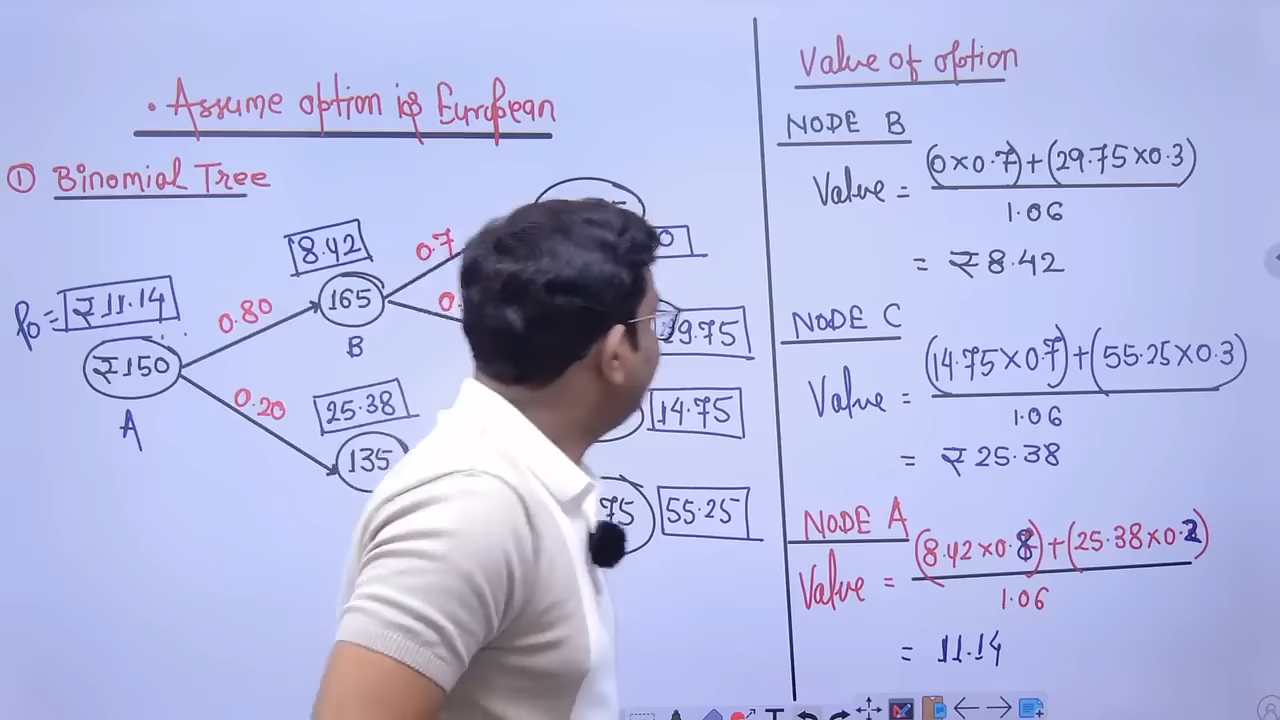 • Assume option is European
① Binomial Tree
P₀ = ₹11.14
₹150
A
0.80
0.20
8.42
165
B
0.7
25.38
135
0
29.75
14.75
75
55.25
Value of option
NODE B
Value = (0×0.7)+(29.75×0.3)
1.06
= ₹8.42
NODE C
Value = (14.75×0.7)+(55.25×0.3)
1.06
= ₹25.38
NODE A
Value = (8.42×0.8)+(25.38×0.2)
1.06
= 11.14